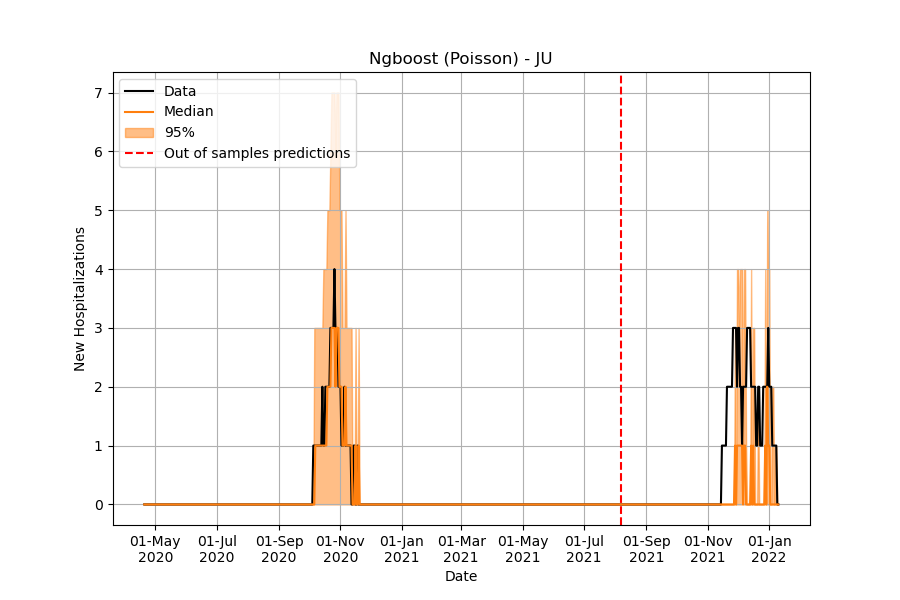 Ngboost (Poisson) - JU
Data
Median
95%
Out of samples predictions
7
6
5
4
3
2
1
0
New Hospitalizations
01-May 01-Jul 01-Sep 01-Nov 01-Jan 01-Mar 01-May 01-Jul 01-Sep 01-Nov 01-Jan
2020 2020 2020 2020 2021 2021 2021 2021 2021 2021 2022
Date